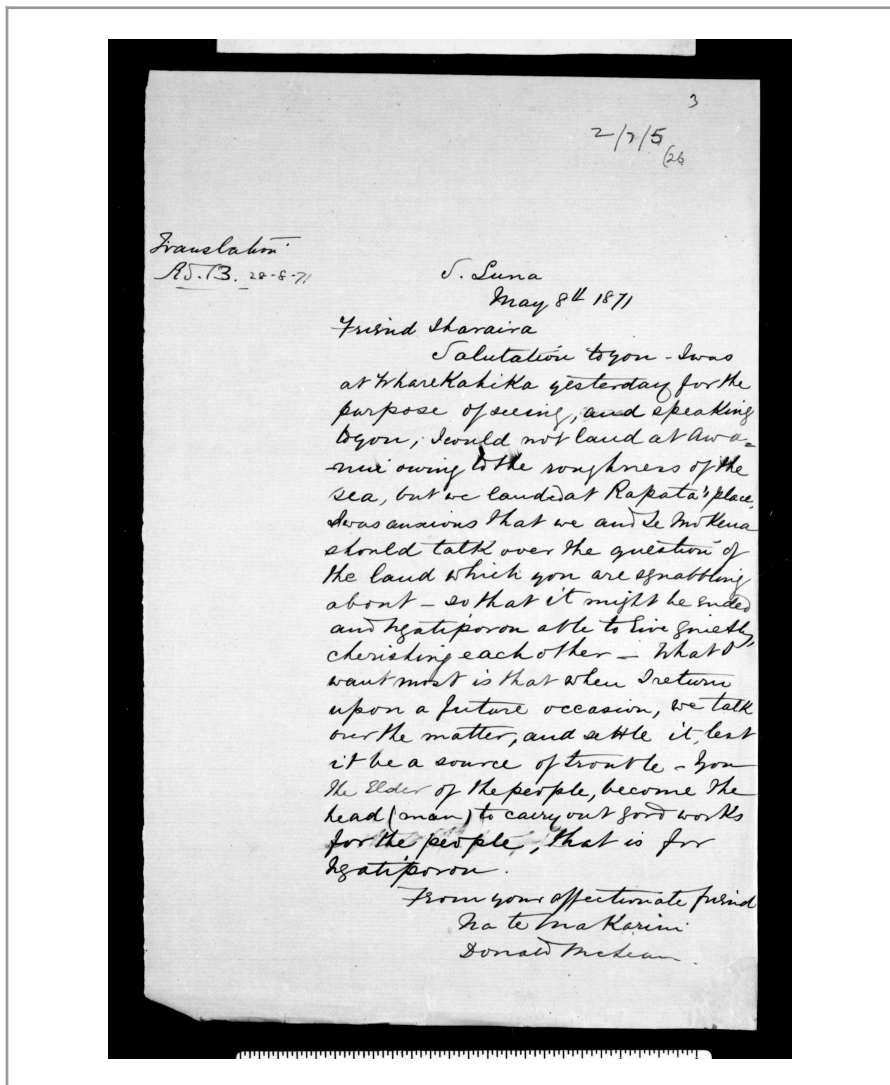 3
2/7/5
(26
Translation
28-8-71
S. Luna
May 8th 1871
Friend Iharaira
Salutation to you - I was
at Wharekahika yesterday for the
purpose of seeing, and speaking
to you; I could not land at Awa=
-nui owing to the roughness of the
sea, but we landed at Rapata's place,
I was anxious that we and Te Mokena
should talk over the question of
the land which you are squabbling
about - so that it might be ended
and Ngatiporou able to live quietly,
cherishing each other - What I
want most is that when I return
upon a future occasion, we talk
over the matter, and settle it, lest
it be a source of trouble - You
the Elder of the people, become the
head (man) to carry out good works
for the people, that is for
Ngatiporou.
From your affectionate friend
Na te Makarini
Donald McLean.